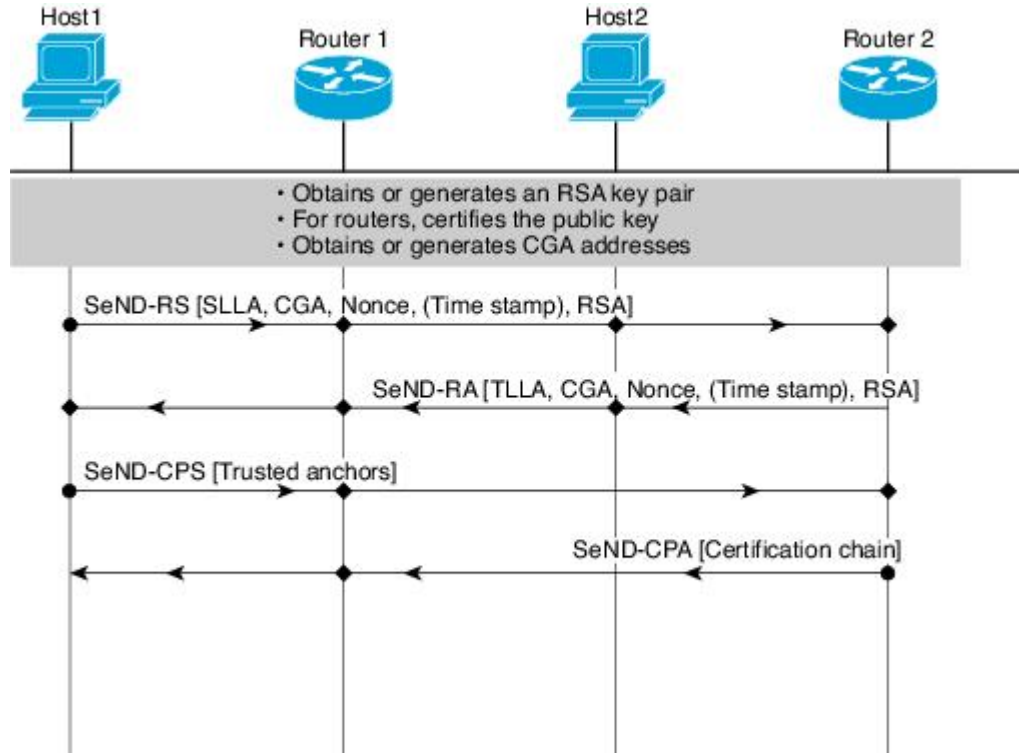 Host1
Router 1
Host2
Router 2
• Obtains or generates an RSA key pair
• For routers, certifies the public key
• Obtains or generates CGA addresses
SeND-RS [SLLA, CGA, Nonce, (Time stamp), RSA]
SeND-RA [TLLA, CGA, Nonce, (Time stamp), RSA]
SeND-CPS [Trusted anchors]
SeND-CPA [Certification chain]